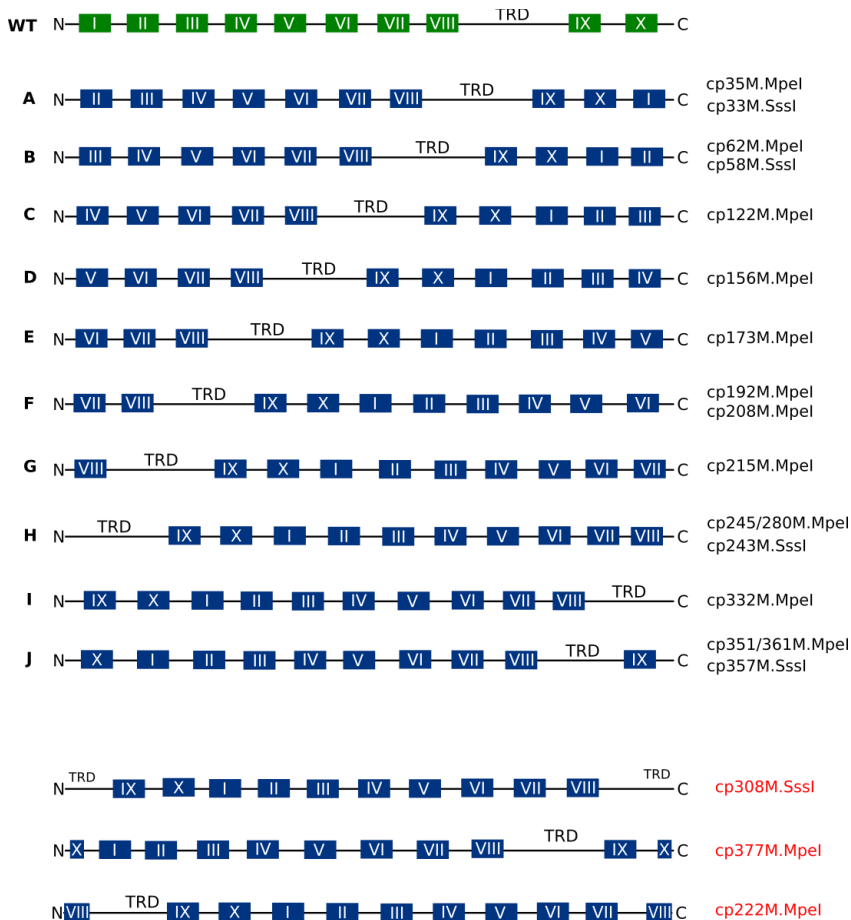 WT N I II III IV V VI VII VIII TRD IX X C
A N II III IV V VI VII VIII TRD IX X I C cp35M.MpeI
cp33M.SssI
B N III IV V VI VII VIII TRD IX X I II C cp62M.MpeI
cp58M.SssI
C N IV V VI VII VIII TRD IX X I II III C cp122M.MpeI
D N V VI VII VIII TRD IX X I II III IV C cp156M.MpeI
E N VI VII VIII TRD IX X I II III IV V C cp173M.MpeI
F N VII VIII TRD IX X I II III IV V VI C cp192M.MpeI
cp208M.MpeI
G N VIII TRD IX X I II III IV V VI VII C cp215M.MpeI
H N TRD IX X I II III IV V VI VII VIII C cp245/280M.MpeI
cp243M.SssI
I N IX X I II III IV V VI VII VIII TRD C cp332M.MpeI
J N X I II III IV V VI VII VIII TRD IX C cp351/361M.MpeI
cp357M.SssI
N TRD IX X I II III IV V VI VII VIII TRD C cp308M.SssI
N X I II III IV V VI VII VIII TRD IX X C cp377M.MpeI
N VIII TRD IX X I II III IV V VI VII VIII C cp222M.MpeI